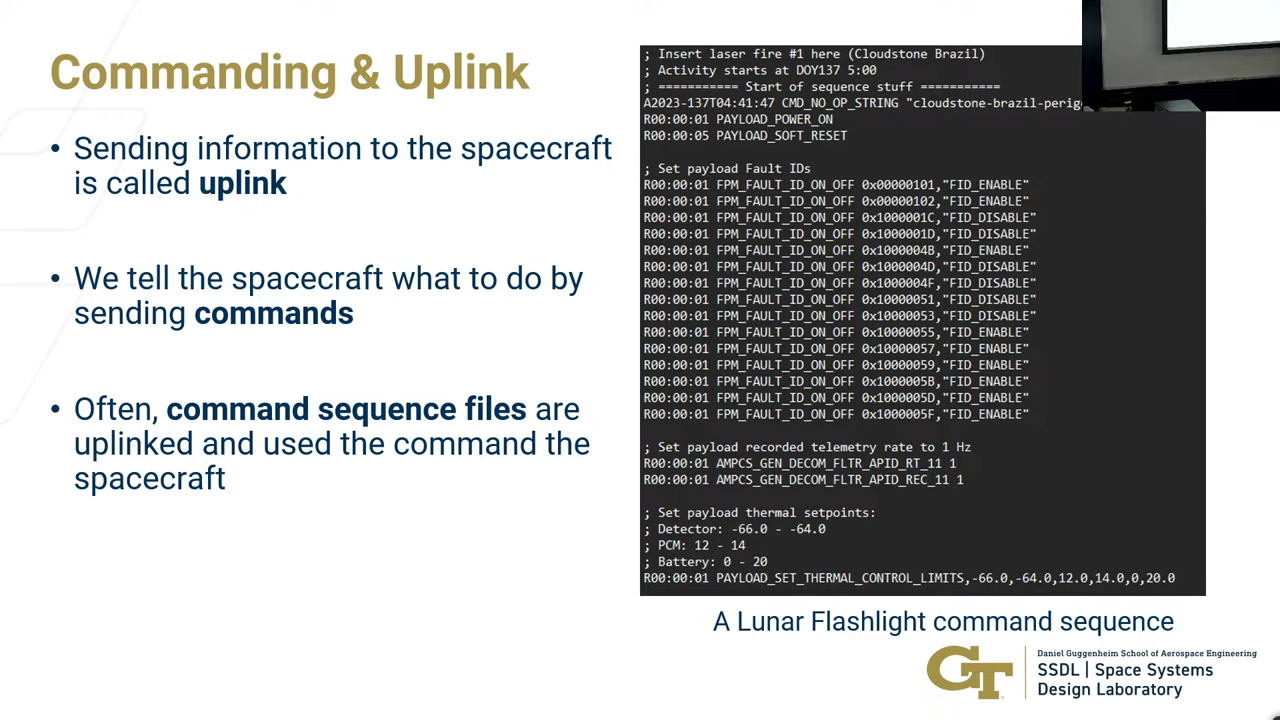 Commanding & Uplink
• Sending information to the spacecraft
is called uplink
• We tell the spacecraft what to do by
sending commands
• Often, command sequence files are
uplinked and used the command the
spacecraft
; Insert laser fire #1 here (Cloudstone Brazil)
; Activity starts at DOY137 5:00
; =========== Start of sequence stuff ===========
A2023-137T04:41:47 CMD_NO_OP_STRING "cloudstone-brazil-perig
R00:00:01 PAYLOAD_POWER_ON
R00:00:05 PAYLOAD_SOFT_RESET
; Set payload Fault IDs
R00:00:01 FPM_FAULT_ID_ON_OFF 0x00000101,"FID_ENABLE"
R00:00:01 FPM_FAULT_ID_ON_OFF 0x00000102,"FID_ENABLE"
R00:00:01 FPM_FAULT_ID_ON_OFF 0x1000001C,"FID_DISABLE"
R00:00:01 FPM_FAULT_ID_ON_OFF 0x1000001D,"FID_DISABLE"
R00:00:01 FPM_FAULT_ID_ON_OFF 0x1000004B,"FID_ENABLE"
R00:00:01 FPM_FAULT_ID_ON_OFF 0x1000004D,"FID_DISABLE"
R00:00:01 FPM_FAULT_ID_ON_OFF 0x1000004F,"FID_DISABLE"
R00:00:01 FPM_FAULT_ID_ON_OFF 0x10000051,"FID_DISABLE"
R00:00:01 FPM_FAULT_ID_ON_OFF 0x10000053,"FID_DISABLE"
R00:00:01 FPM_FAULT_ID_ON_OFF 0x10000055,"FID_ENABLE"
R00:00:01 FPM_FAULT_ID_ON_OFF 0x10000057,"FID_ENABLE"
R00:00:01 FPM_FAULT_ID_ON_OFF 0x10000059,"FID_ENABLE"
R00:00:01 FPM_FAULT_ID_ON_OFF 0x1000005B,"FID_ENABLE"
R00:00:01 FPM_FAULT_ID_ON_OFF 0x1000005D,"FID_ENABLE"
R00:00:01 FPM_FAULT_ID_ON_OFF 0x1000005F,"FID_ENABLE"
; Set payload recorded telemetry rate to 1 Hz
R00:00:01 AMPCS_GEN_DECOM_FLTR_APID_RT_11 1
R00:00:01 AMPCS_GEN_DECOM_FLTR_APID_REC_11 1
; Set payload thermal setpoints:
; Detector: -66.0 - -64.0
; PCM: 12 - 14
; Battery: 0 - 20
R00:00:01 PAYLOAD_SET_THERMAL_CONTROL_LIMITS,-66.0,-64.0,12.0,14.0,0,20.0
A Lunar Flashlight command sequence
GT
Daniel Guggenheim School of Aerospace Engineering
SSDL | Space Systems
Design Laboratory